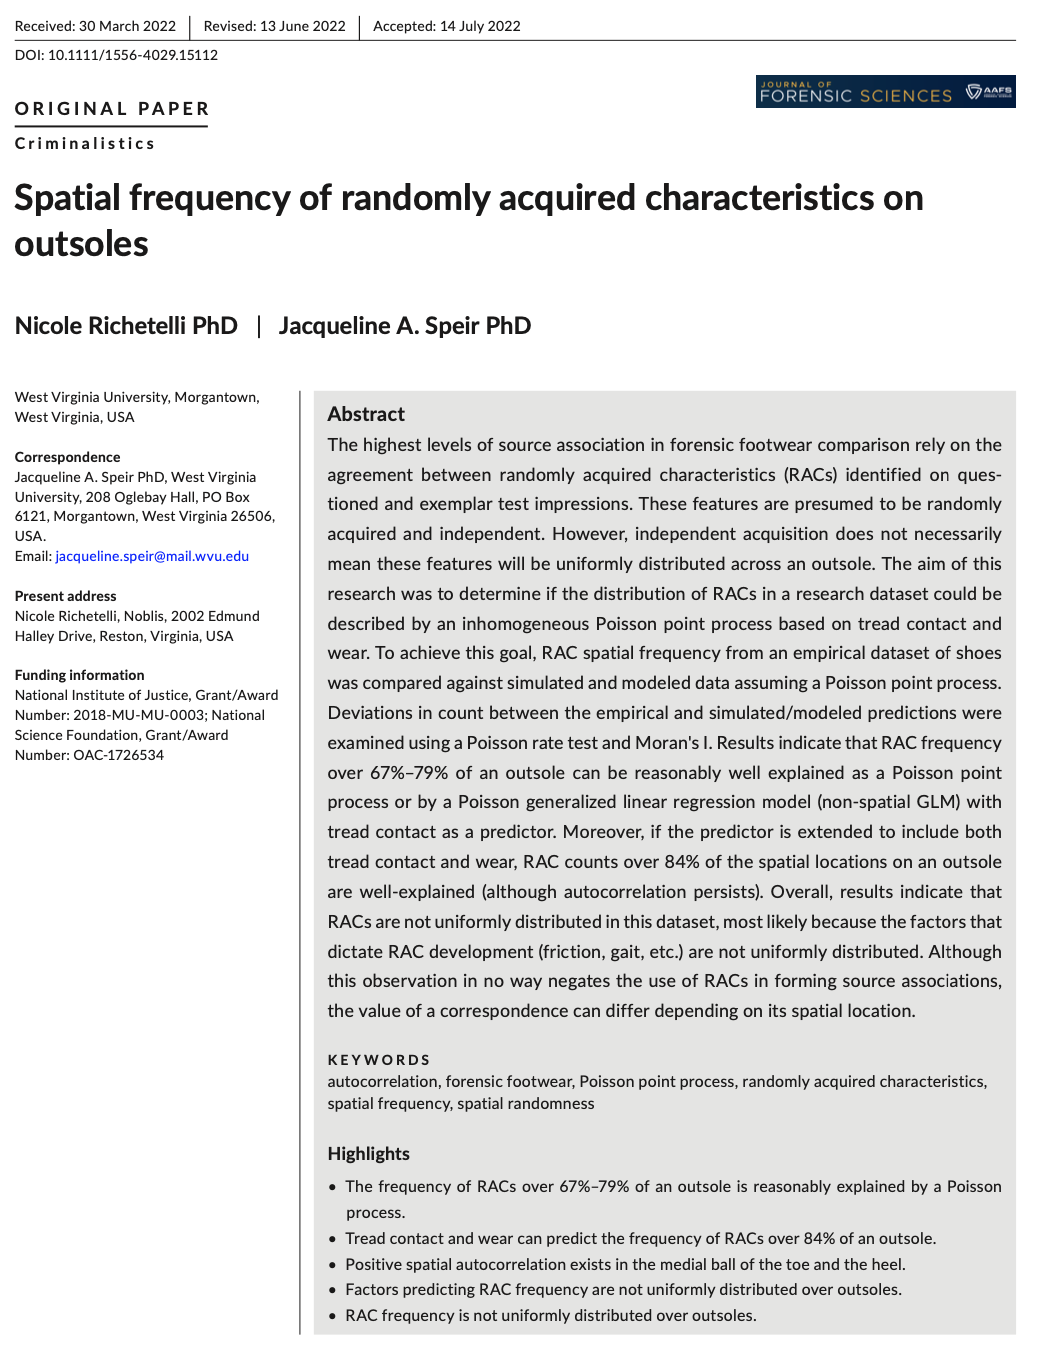 Received: 30 March 2022 | Revised: 13 June 2022 | Accepted: 14 July 2022
DOI: 10.1111/1556-4029.15112
JOURNAL OF
FORENSIC SCIENCES AAFS
ORIGINAL PAPER
Criminalistics
Spatial frequency of randomly acquired characteristics on
outsoles
Nicole Richetelli PhD | Jacqueline A. Speir PhD
West Virginia University, Morgantown,
West Virginia, USA
Correspondence
Jacqueline A. Speir PhD, West Virginia
University, 208 Oglebay Hall, PO Box
6121, Morgantown, West Virginia 26506,
USA.
Email: jacqueline.speir@mail.wvu.edu
Present address
Nicole Richetelli, Noblis, 2002 Edmund
Halley Drive, Reston, Virginia, USA
Funding information
National Institute of Justice, Grant/Award
Number: 2018-MU-MU-0003; National
Science Foundation, Grant/Award
Number: OAC-1726534
Abstract
The highest levels of source association in forensic footwear comparison rely on the
agreement between randomly acquired characteristics (RACs) identified on ques-
tioned and exemplar test impressions. These features are presumed to be randomly
acquired and independent. However, independent acquisition does not necessarily
mean these features will be uniformly distributed across an outsole. The aim of this
research was to determine if the distribution of RACs in a research dataset could be
described by an inhomogeneous Poisson point process based on tread contact and
wear. To achieve this goal, RAC spatial frequency from an empirical dataset of shoes
was compared against simulated and modeled data assuming a Poisson point process.
Deviations in count between the empirical and simulated/modeled predictions were
examined using a Poisson rate test and Moran's I. Results indicate that RAC frequency
over 67%–79% of an outsole can be reasonably well explained as a Poisson point
process or by a Poisson generalized linear regression model (non-spatial GLM) with
tread contact as a predictor. Moreover, if the predictor is extended to include both
tread contact and wear, RAC counts over 84% of the spatial locations on an outsole
are well-explained (although autocorrelation persists). Overall, results indicate that
RACs are not uniformly distributed in this dataset, most likely because the factors that
dictate RAC development (friction, gait, etc.) are not uniformly distributed. Although
this observation in no way negates the use of RACs in forming source associations,
the value of a correspondence can differ depending on its spatial location.
KEYWORDS
autocorrelation, forensic footwear, Poisson point process, randomly acquired characteristics,
spatial frequency, spatial randomness
Highlights
• The frequency of RACs over 67%–79% of an outsole is reasonably explained by a Poisson
process.
• Tread contact and wear can predict the frequency of RACs over 84% of an outsole.
• Positive spatial autocorrelation exists in the medial ball of the toe and the heel.
• Factors predicting RAC frequency are not uniformly distributed over outsoles.
• RAC frequency is not uniformly distributed over outsoles.